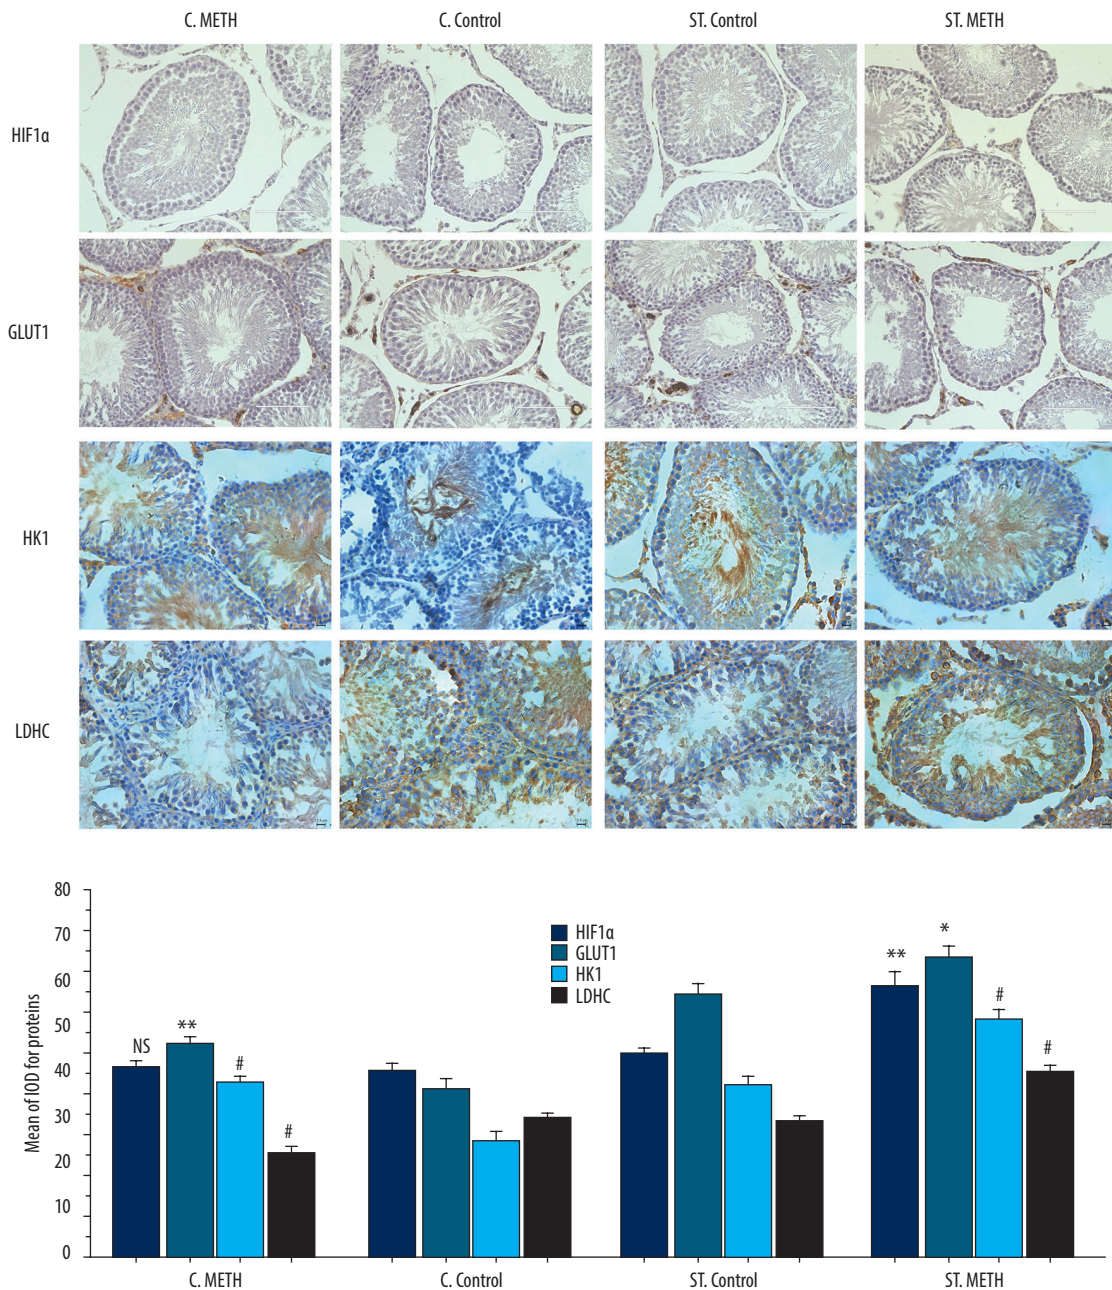 C. METH
C. Control
ST. Control
ST. METH
HIF1α
GLUT1
HK1
LDHC
80
70
60
50
40
30
20
10
0
Mean of IOD for proteins
HIF1α
GLUT1
HK1
LDHC
NS
**
#
#
**
*
#
#
C. METH
C. Control
ST. Control
ST. METH